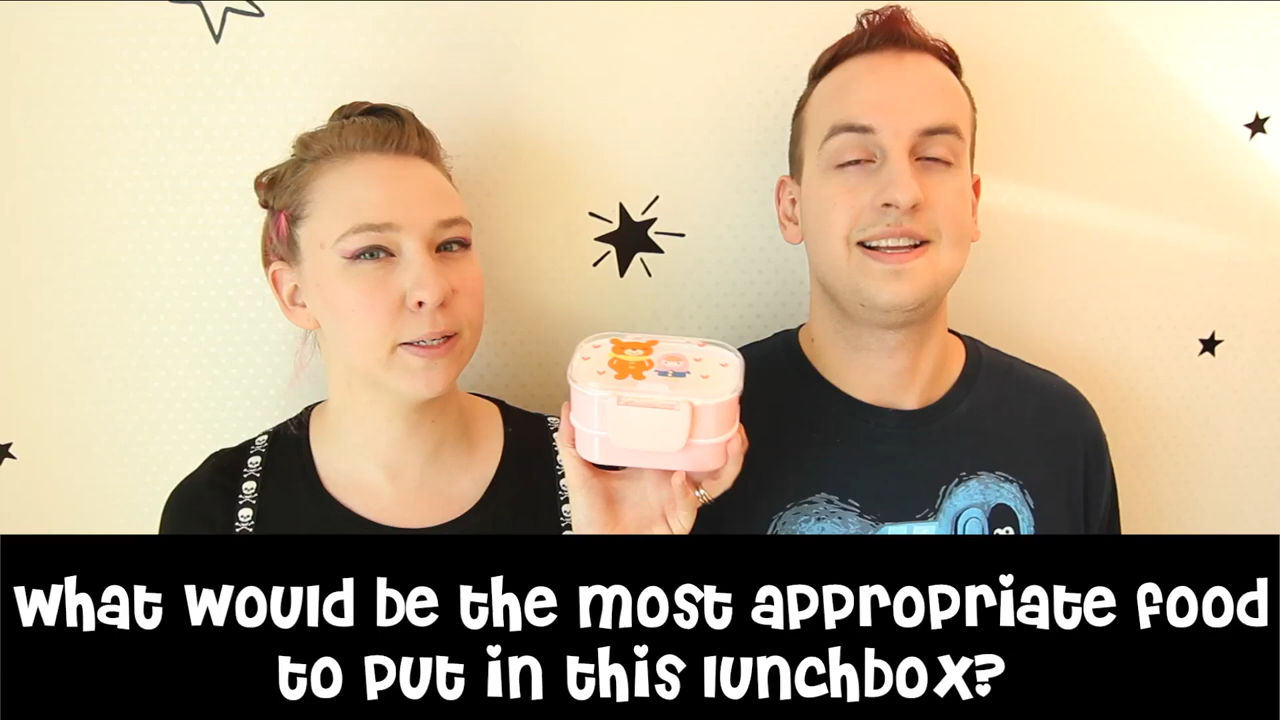 What would be the most appropriate food
to put in this lunchbox?